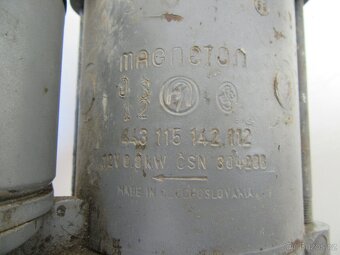 MAGNETON
443 115 142 112
12V 0.8kW ČSN 304200
MADE IN CZECHOSLOVAKIA